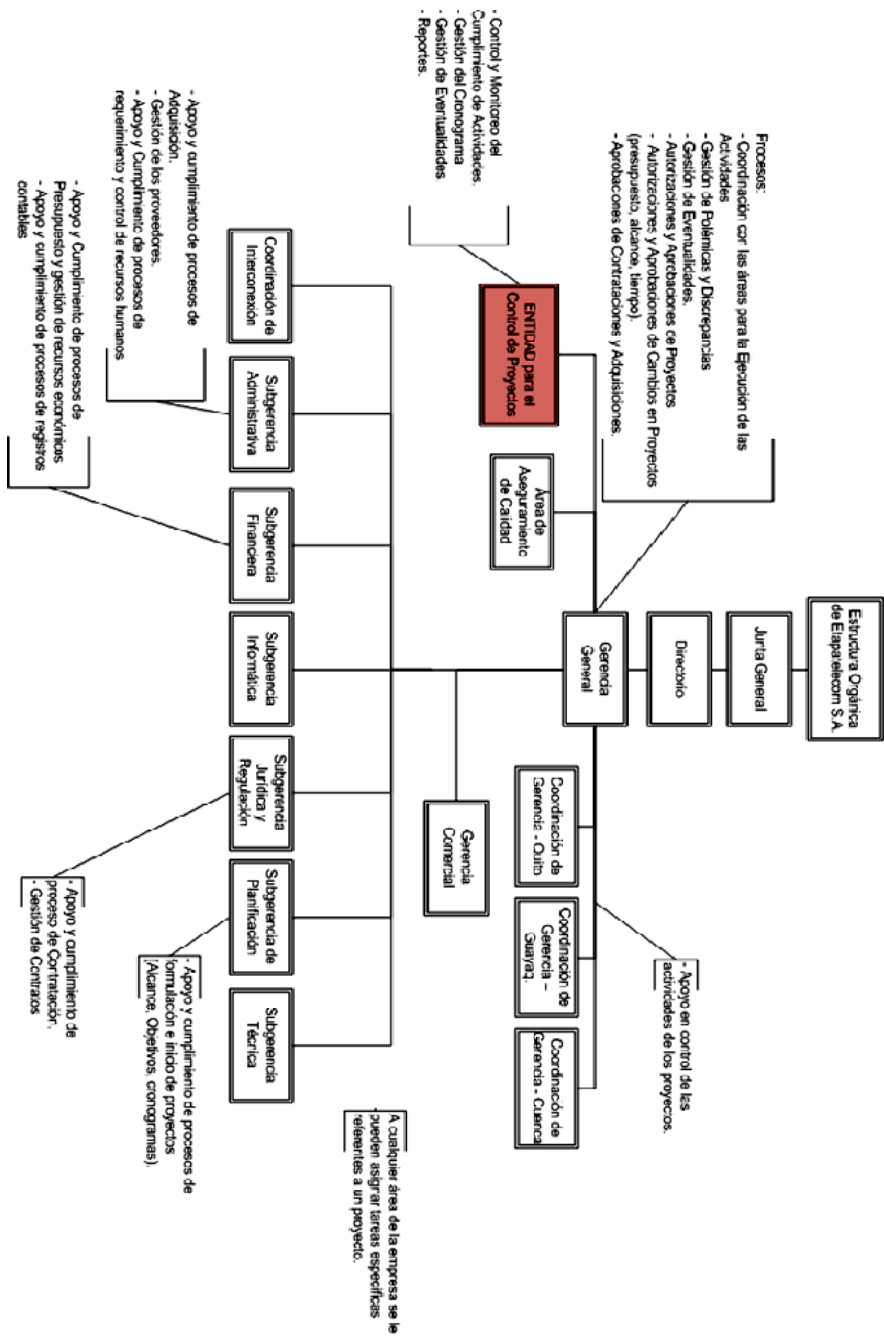 Estructura Orgánica
de Etapatelecom S.A.
Junta General
Directorio
Gerencia
General
Procesos:
- Coordinación con las áreas para la Ejecución de las
Actividades
- Gestión de Polémicas y Discrepancias
- Gestión de Eventualidades.
- Autorizaciones y Aprobaciones de Proyectos
- Autorizaciones y Aprobaciones de Cambios en Proyectos
(presupuesto, alcance, tiempo).
- Aprobaciones de Contrataciones y Adquisiciones.
- Apoyo en control de las
actividades de los proyectos.
ENTIDAD para el
Control de Proyectos
Área de
Aseguramiento
de Calidad
Coordinación de
Gerencia - Quito
Coordinación de
Gerencia –
Guayaq.
Coordinación de
Gerencia - Cuenca
- Control y Monitoreo del
Cumplimiento de Actividades.
- Gestión del Cronograma
- Gestión de Eventualidades
- Reportes.
Gerencia
Comercial
A cualquier área de la empresa se le
pueden asignar tareas específicas
referentes a un proyecto.
Coordinación de
Interconexión
Subgerencia
Administrativa
Subgerencia
Financiera
Subgerencia
Informática
Subgerencia
Jurídica y
Regulación
Subgerencia de
Planificación
Subgerencia
Técnica
- Apoyo y cumplimiento de procesos de
Adquisición.
- Gestión de los proveedores.
- Apoyo y Cumplimiento de procesos de
requerimiento y control de recursos humanos
- Apoyo y cumplimiento de procesos de
formulación e inicio de proyectos
(Alcance, Objetivos, cronogramas).
- Apoyo y Cumplimiento de procesos de
Presupuesto y gestión de recursos económicos
- Apoyo y cumplimiento de procesos de registros
contables
- Apoyo y cumplimiento de
proceso de Contratación.
- Gestión de Contratos